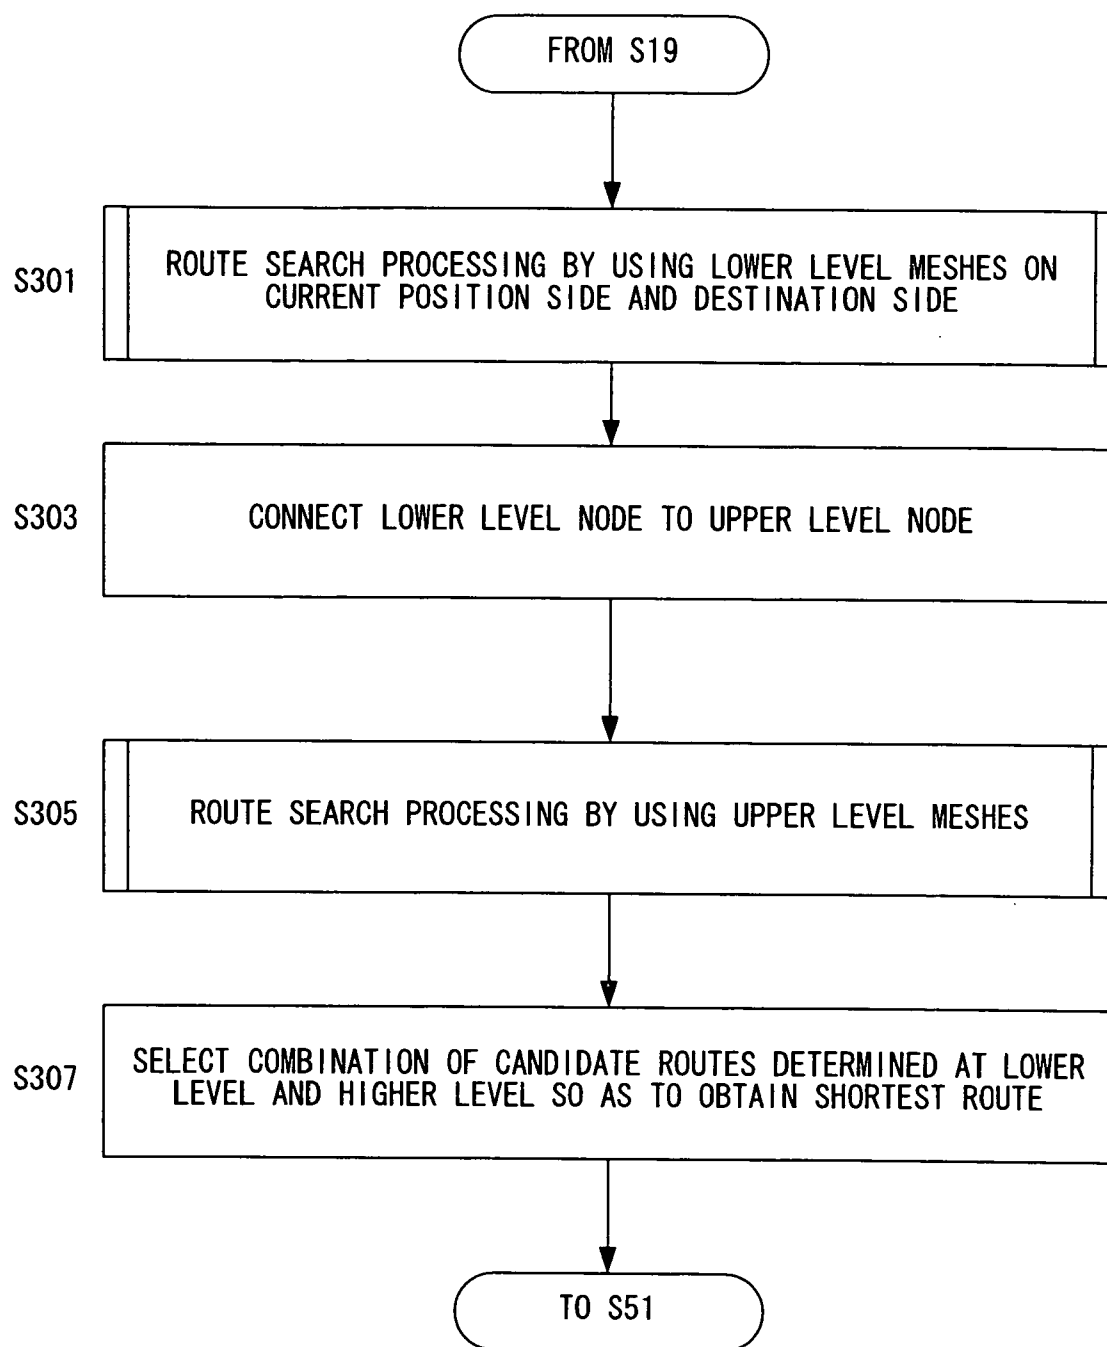 FROM S19
S301
ROUTE SEARCH PROCESSING BY USING LOWER LEVEL MESHES ON
CURRENT POSITION SIDE AND DESTINATION SIDE
S303
CONNECT LOWER LEVEL NODE TO UPPER LEVEL NODE
S305
ROUTE SEARCH PROCESSING BY USING UPPER LEVEL MESHES
S307
SELECT COMBINATION OF CANDIDATE ROUTES DETERMINED AT LOWER
LEVEL AND HIGHER LEVEL SO AS TO OBTAIN SHORTEST ROUTE
TO S51